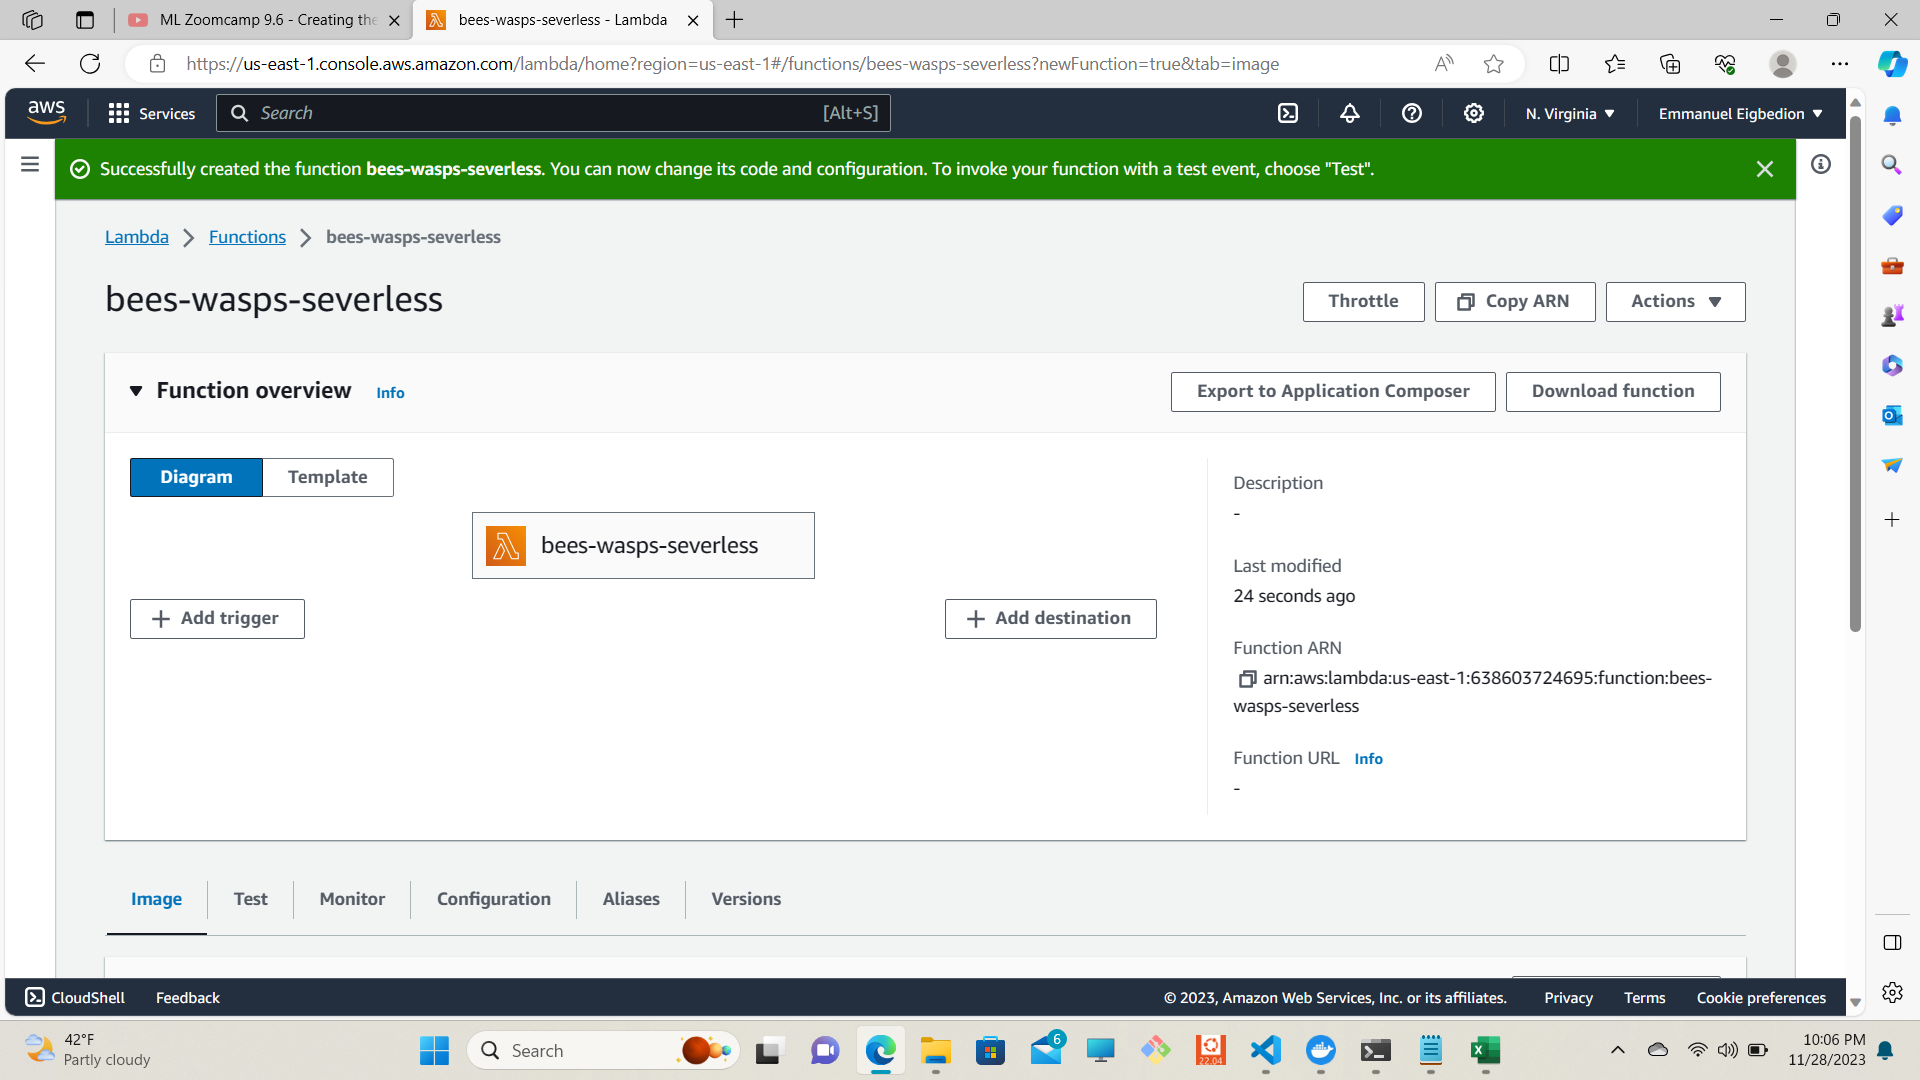 ML Zoomcamp 9.6 - Creating the
bees-wasps-severless - Lambda
https://us-east-1.console.aws.amazon.com/lambda/home?region=us-east-1#/functions/bees-wasps-severless?newFunction=true&tab=image
aws
Services
Search
[Alt+S]
N. Virginia
Emmanuel Eigbedion
Successfully created the function bees-wasps-severless. You can now change its code and configuration. To invoke your function with a test event, choose "Test".
Lambda
Functions
bees-wasps-severless
bees-wasps-severless
Throttle
Copy ARN
Actions
Function overview
Info
Export to Application Composer
Download function
Diagram
Template
bees-wasps-severless
Add trigger
Add destination
Description
-
Last modified
24 seconds ago
Function ARN
arn:aws:lambda:us-east-1:638603724695:function:bees-
wasps-severless
Function URL Info
-
Image
Test
Monitor
Configuration
Aliases
Versions
CloudShell
Feedback
© 2023, Amazon Web Services, Inc. or its affiliates.
Privacy
Terms
Cookie preferences
42°F
Partly cloudy
Search
6
22.04
10:06 PM
11/28/2023